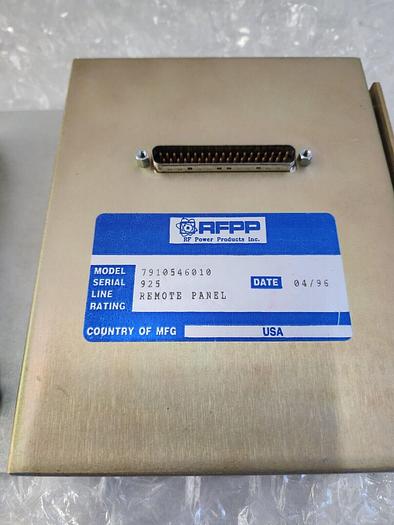 RFPP
RF Power Products Inc.
MODEL 7910546010
SERIAL 925 DATE 04/96
LINE REMOTE PANEL
RATING
COUNTRY OF MFG USA